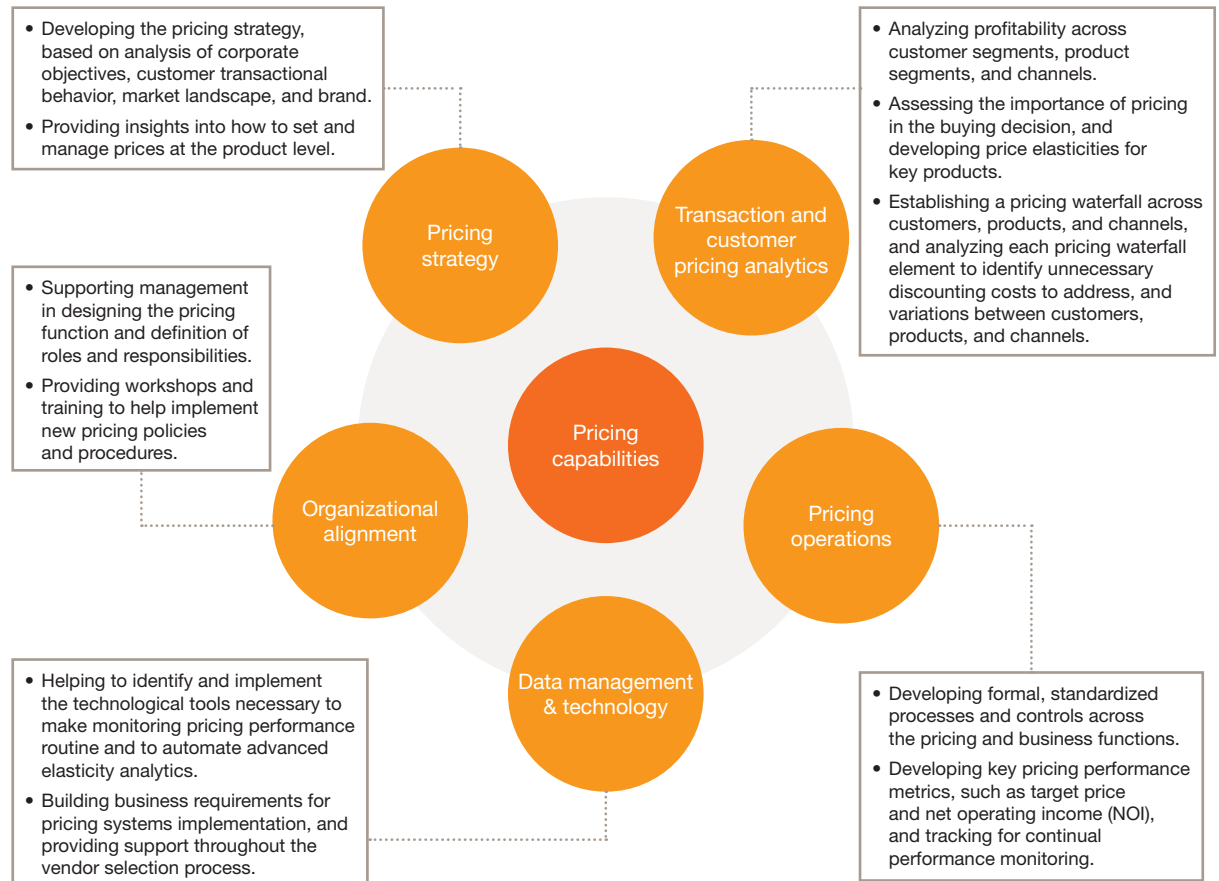 • Developing the pricing strategy,
based on analysis of corporate
objectives, customer transactional
behavior, market landscape, and brand.
• Providing insights into how to set and
manage prices at the product level.
Pricing
strategy
• Analyzing profitability across
customer segments, product
segments, and channels.
• Assessing the importance of pricing
in the buying decision, and
developing price elasticities for
key products.
• Establishing a pricing waterfall across
customers, products, and channels,
and analyzing each pricing waterfall
element to identify unnecessary
discounting costs to address, and
variations between customers,
products, and channels.
Transaction and
customer
pricing analytics
• Supporting management
in designing the pricing
function and definition of
roles and responsibilities.
• Providing workshops and
training to help implement
new pricing policies
and procedures.
Organizational
alignment
Pricing
capabilities
Pricing
operations
• Helping to identify and implement
the technological tools necessary to
make monitoring pricing performance
routine and to automate advanced
elasticity analytics.
• Building business requirements for
pricing systems implementation, and
providing support throughout the
vendor selection process.
Data management
& technology
• Developing formal, standardized
processes and controls across
the pricing and business functions.
• Developing key pricing performance
metrics, such as target price
and net operating income (NOI),
and tracking for continual
performance monitoring.